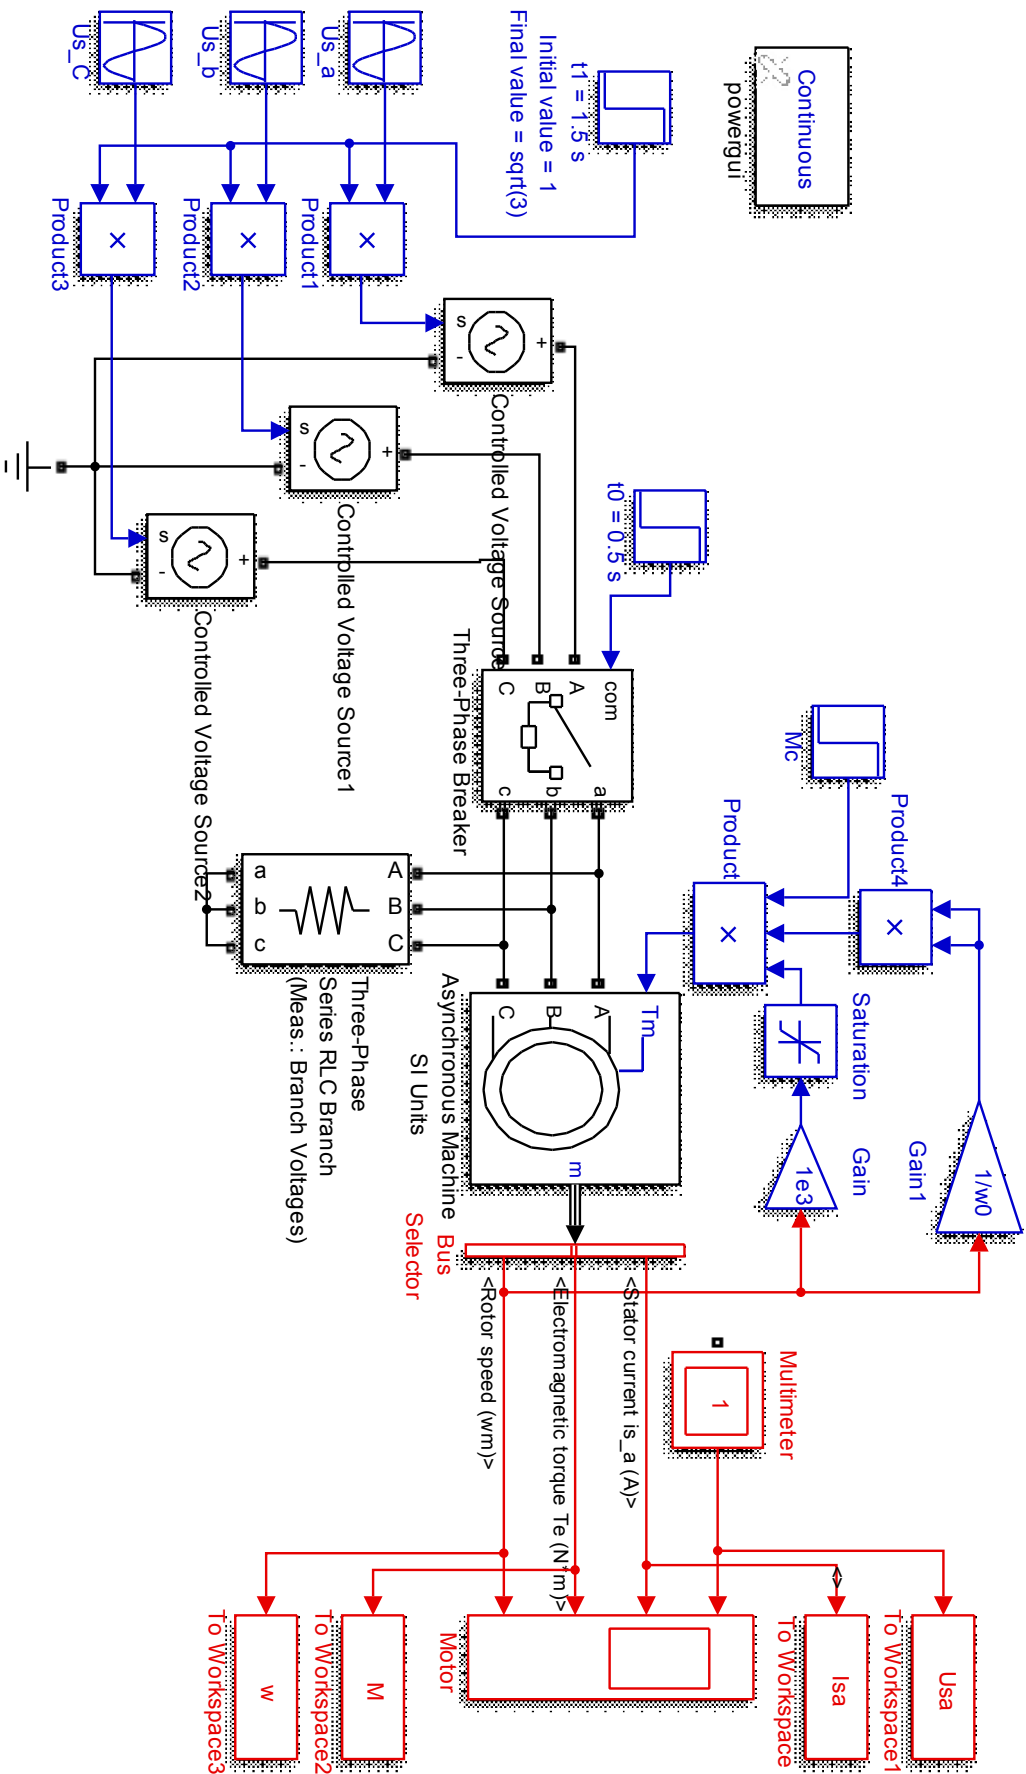 Continuous
powergui
Initial value = 1
Final value = sqrt(3)
t1 = 1.5 s
Us_a
Us_b
Us_C
×
Product1
×
Product2
×
Product3
s
-
+
Controlled Voltage Source
s
-
+
Controlled Voltage Source1
s
-
+
Controlled Voltage Source2
t0 = 0.5 s
com
A
B
C
a
b
c
Three-Phase Breaker
Mc
×
Product4
×
Product
Saturation
1e3
Gain
1/w0
Gain1
A
B
C
a
b
c
Three-Phase
Series RLC Branch
(Meas.: Branch Voltages)
Tm
A
B
C
m
Asynchronous Machine
SI Units
Bus
Selector
<Stator current is_a (A)>
<Electromagnetic torque Te (N*m)>
<Rotor speed (wm)>
Multimeter
1
Usa
To Workspace1
Isa
To Workspace
Motor
M
To Workspace2
w
To Workspace3